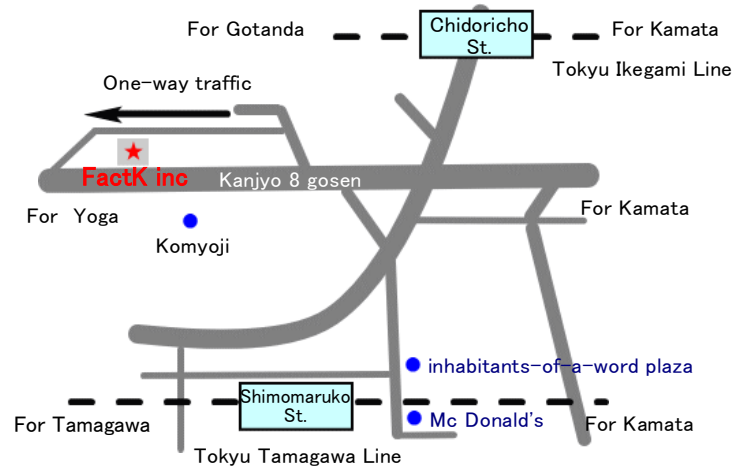 For Gotanda
Chidoricho
St.
For Kamata
Tokyu Ikegami Line
One-way traffic
FactK inc
Kanjyo 8 gosen
For Yoga
For Kamata
Komyoji
inhabitants-of-a-word plaza
Shimomaruko
St.
For Tamagawa
Mc Donald's
For Kamata
Tokyu Tamagawa Line